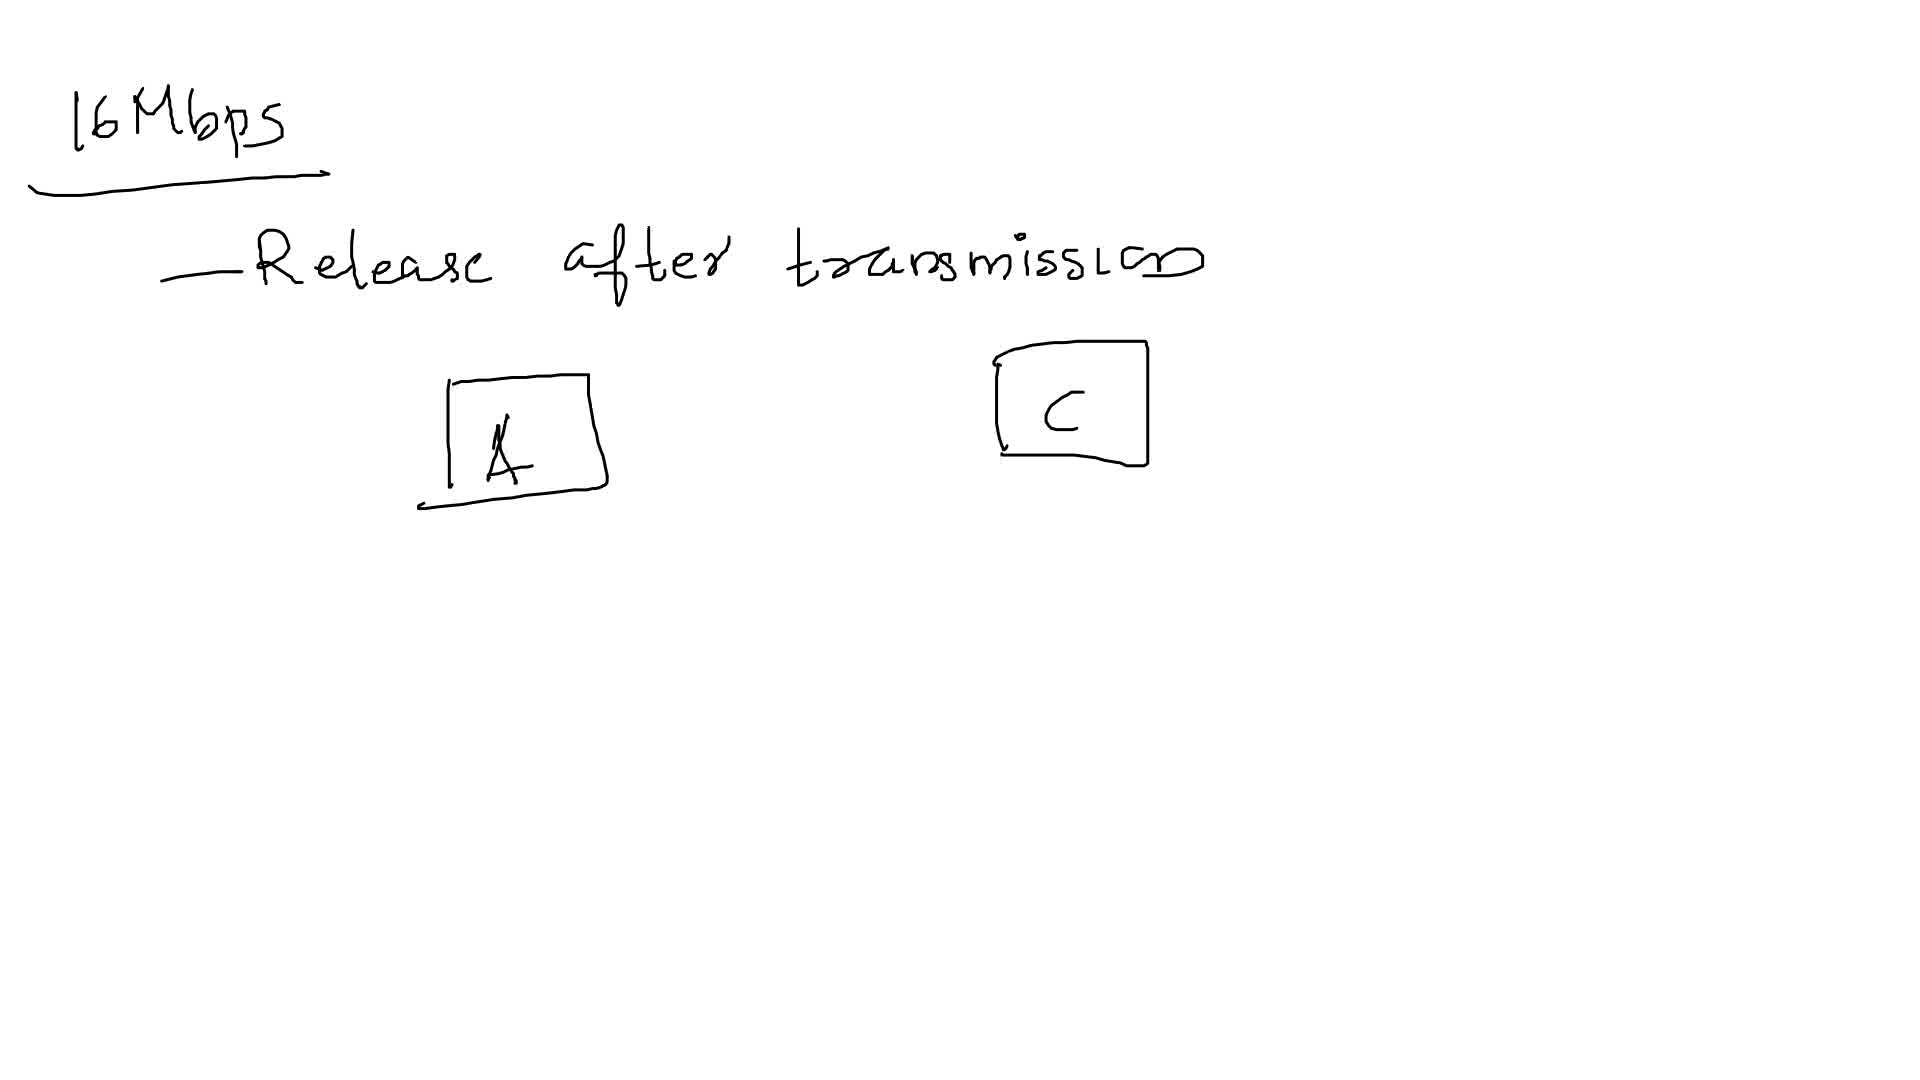 16Mbps
—Release after transmission
A
C